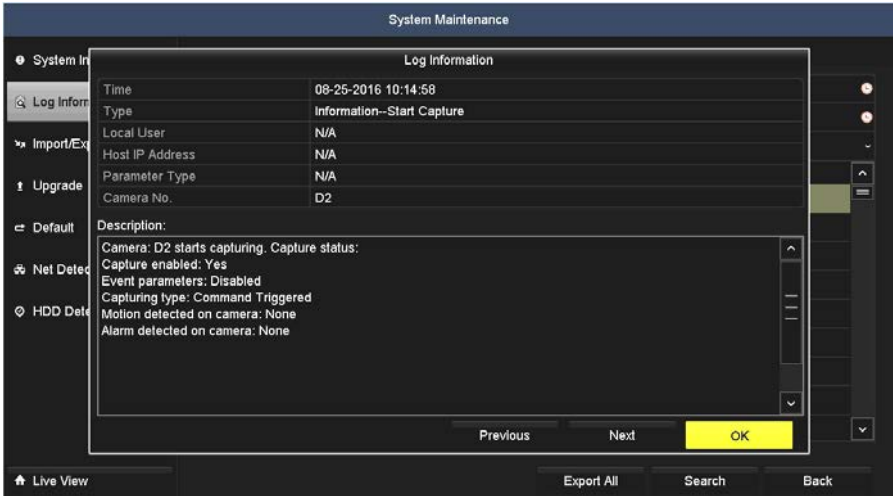 System Maintenance
System In
Log Inform
Import/Exp
Upgrade
Default
Net Detec
HDD Dete
Log Information
Time 08-25-2016 10:14:58
Type Information--Start Capture
Local User N/A
Host IP Address N/A
Parameter Type N/A
Camera No. D2
Description:
Camera: D2 starts capturing. Capture status:
Capture enabled: Yes
Event parameters: Disabled
Capturing type: Command Triggered
Motion detected on camera: None
Alarm detected on camera: None
Previous Next OK
Live View Export All Search Back